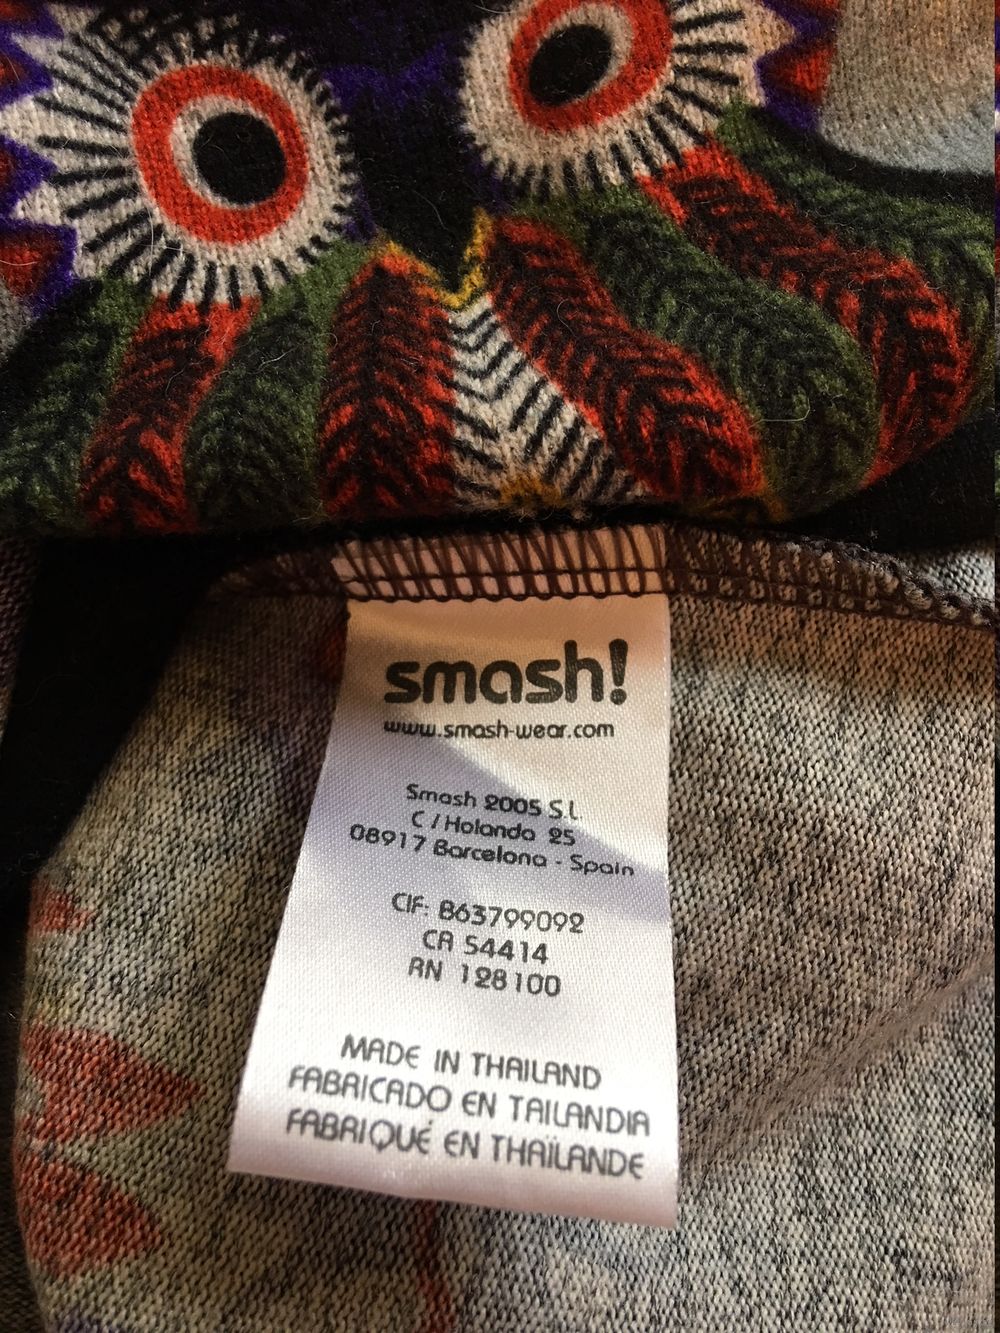 smash!
www.smash-wear.com
Smash 2005 S.L.
C / Holanda 25
08917 Barcelona - Spain
CIF: B63799092
CA 54414
RN 128100
MADE IN THAILAND
FABRICADO EN TAILANDIA
FABRIQUÉ EN THAÏLANDE